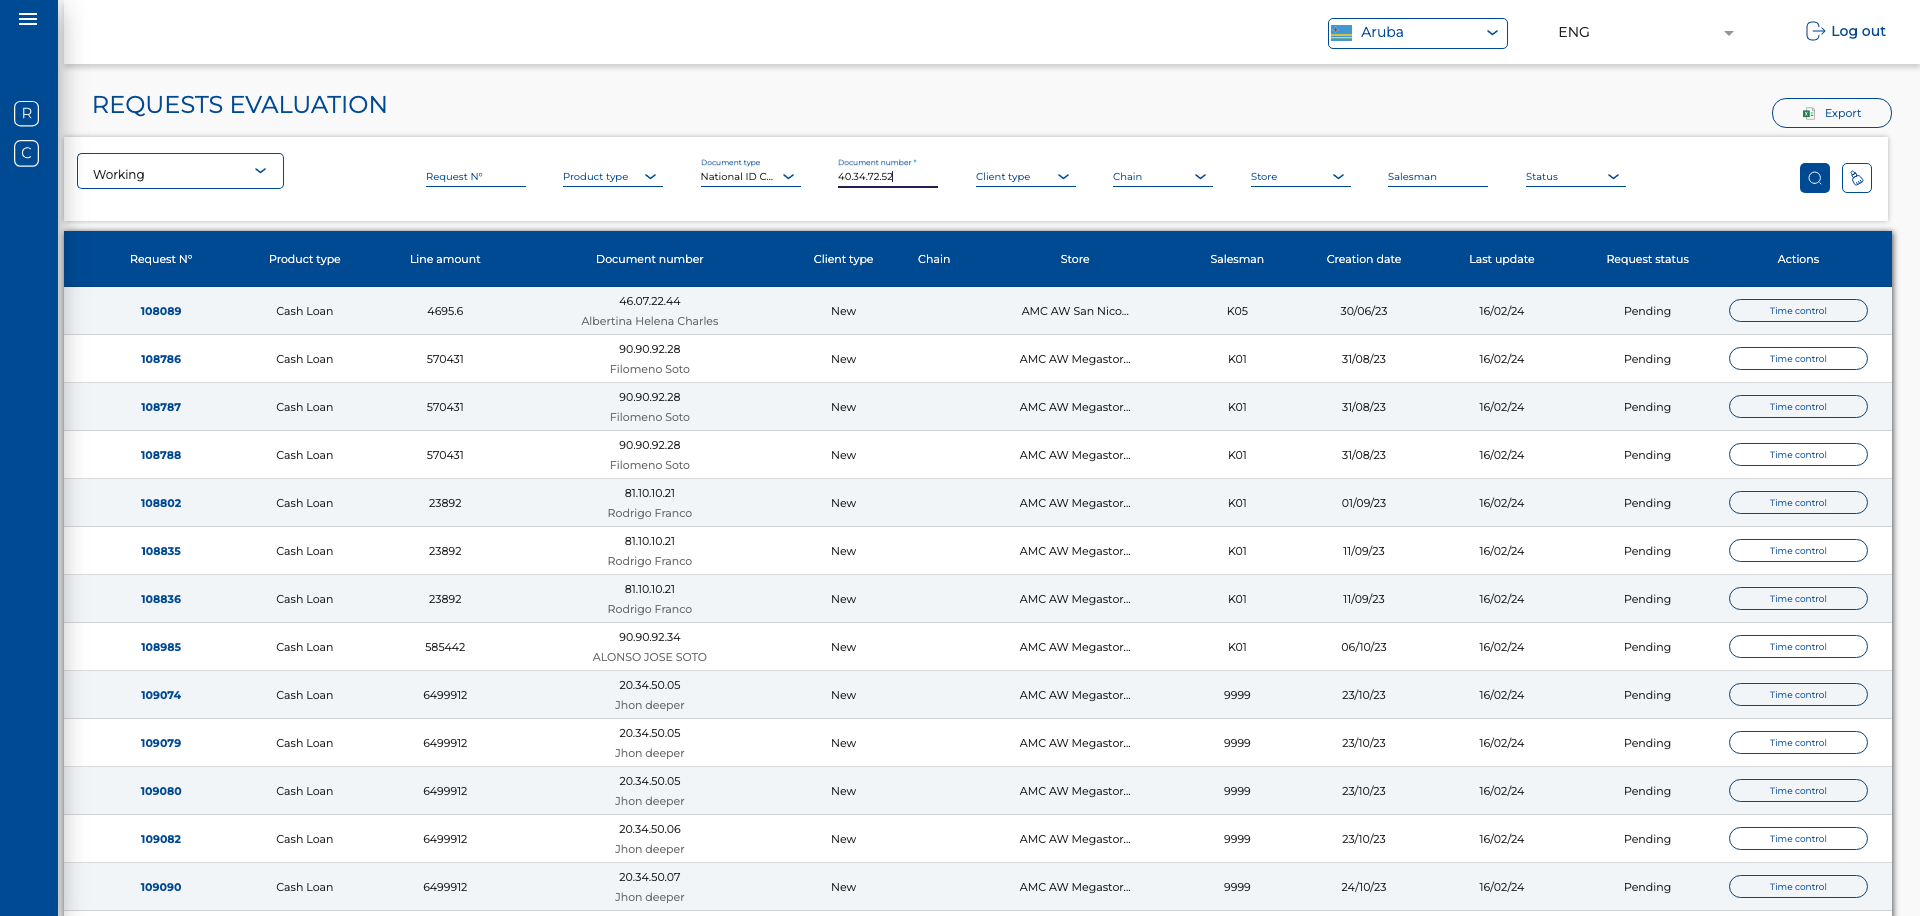 Aruba
ENG
Log out
R
C
REQUESTS EVALUATION
Export
Working
Request Nº
Product type
Document type
National ID C...
Document number *
40.34.72.52
Client type
Chain
Store
Salesman
Status
Request Nº Product type Line amount Document number Client type Chain Store Salesman Creation date Last update Request status Actions
108089 Cash Loan 4695.6 46.07.22.44 Albertina Helena Charles New AMC AW San Nico... K05 30/06/23 16/02/24 Pending Time control
108786 Cash Loan 570431 90.90.92.28 Filomeno Soto New AMC AW Megastor... K01 31/08/23 16/02/24 Pending Time control
108787 Cash Loan 570431 90.90.92.28 Filomeno Soto New AMC AW Megastor... K01 31/08/23 16/02/24 Pending Time control
108788 Cash Loan 570431 90.90.92.28 Filomeno Soto New AMC AW Megastor... K01 31/08/23 16/02/24 Pending Time control
108802 Cash Loan 23892 81.10.10.21 Rodrigo Franco New AMC AW Megastor... K01 01/09/23 16/02/24 Pending Time control
108835 Cash Loan 23892 81.10.10.21 Rodrigo Franco New AMC AW Megastor... K01 11/09/23 16/02/24 Pending Time control
108836 Cash Loan 23892 81.10.10.21 Rodrigo Franco New AMC AW Megastor... K01 11/09/23 16/02/24 Pending Time control
108985 Cash Loan 585442 90.90.92.34 ALONSO JOSE SOTO New AMC AW Megastor... K01 06/10/23 16/02/24 Pending Time control
109074 Cash Loan 6499912 20.34.50.05 Jhon deeper New AMC AW Megastor... 9999 23/10/23 16/02/24 Pending Time control
109079 Cash Loan 6499912 20.34.50.05 Jhon deeper New AMC AW Megastor... 9999 23/10/23 16/02/24 Pending Time control
109080 Cash Loan 6499912 20.34.50.05 Jhon deeper New AMC AW Megastor... 9999 23/10/23 16/02/24 Pending Time control
109082 Cash Loan 6499912 20.34.50.06 Jhon deeper New AMC AW Megastor... 9999 23/10/23 16/02/24 Pending Time control
109090 Cash Loan 6499912 20.34.50.07 Jhon deeper New AMC AW Megastor... 9999 24/10/23 16/02/24 Pending Time control